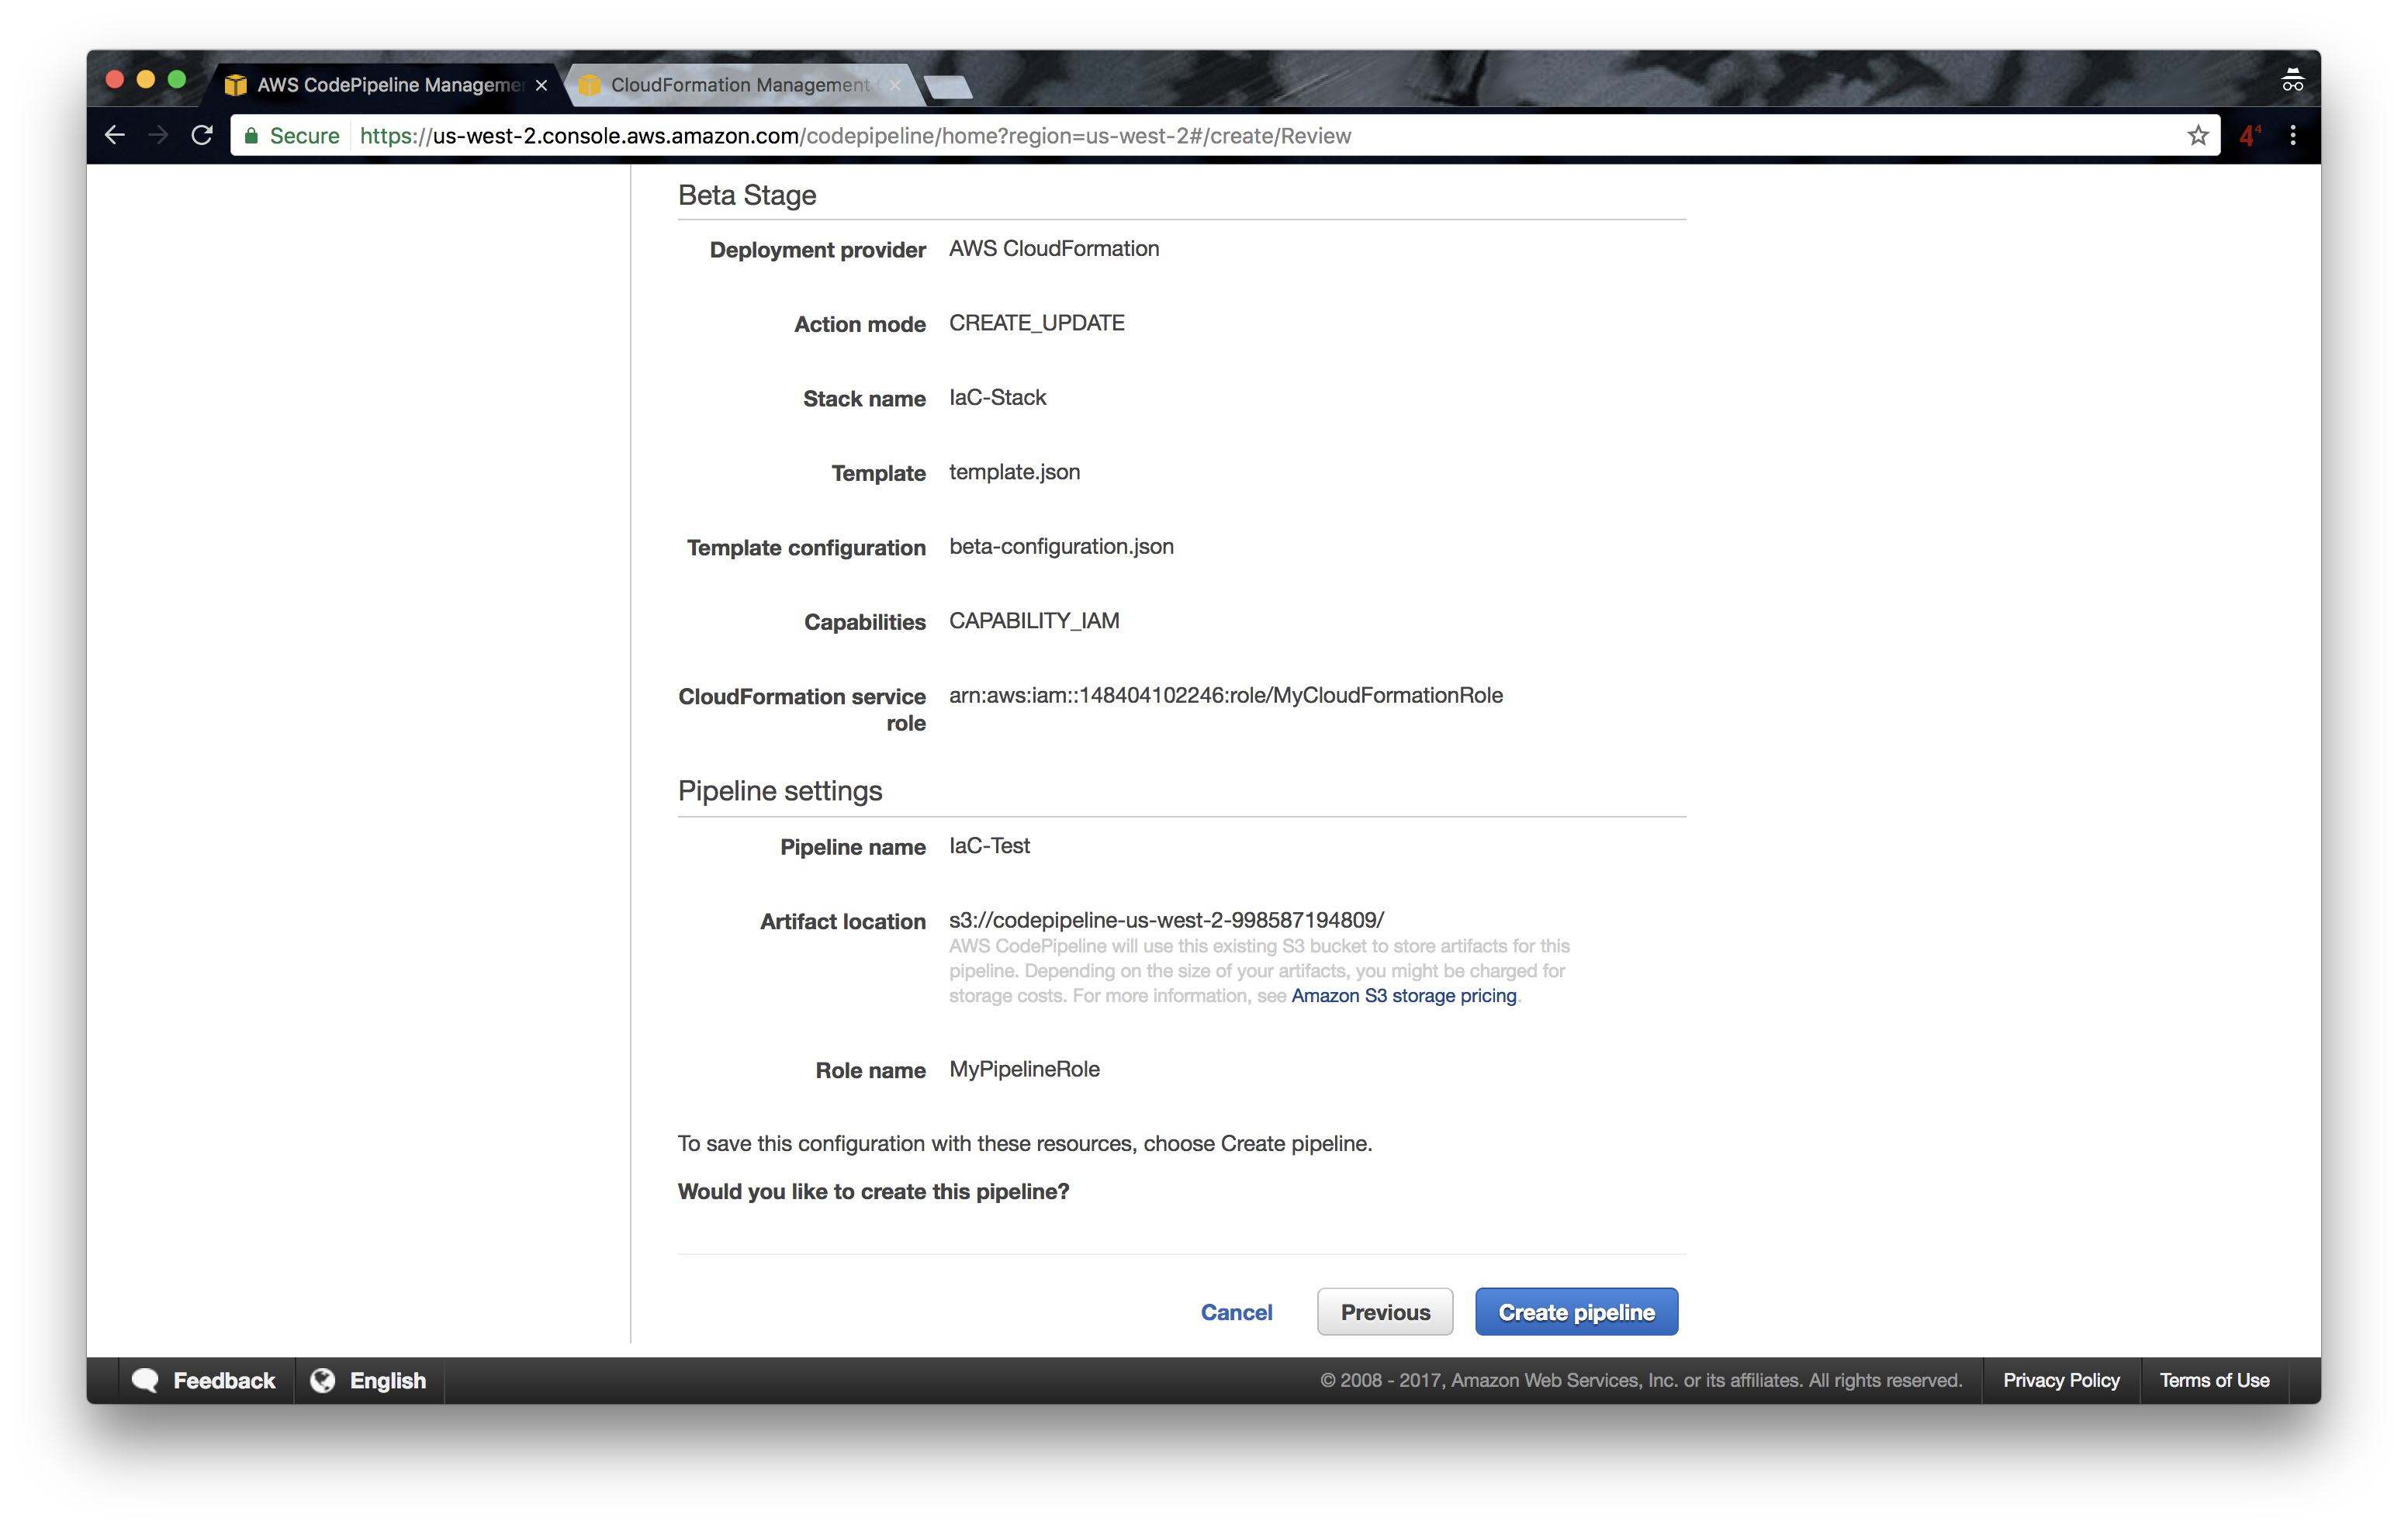 AWS CodePipeline Manageme
CloudFormation Management
Secure https://us-west-2.console.aws.amazon.com/codepipeline/home?region=us-west-2#/create/Review
4⁴
Beta Stage
Deployment provider AWS CloudFormation
Action mode CREATE_UPDATE
Stack name IaC-Stack
Template template.json
Template configuration beta-configuration.json
Capabilities CAPABILITY_IAM
CloudFormation service arn:aws:iam::148404102246:role/MyCloudFormationRole
role
Pipeline settings
Pipeline name IaC-Test
Artifact location s3://codepipeline-us-west-2-998587194809/
AWS CodePipeline will use this existing S3 bucket to store artifacts for this
pipeline. Depending on the size of your artifacts, you might be charged for
storage costs. For more information, see Amazon S3 storage pricing.
Role name MyPipelineRole
To save this configuration with these resources, choose Create pipeline.
Would you like to create this pipeline?
Cancel Previous Create pipeline
Feedback English © 2008 - 2017, Amazon Web Services, Inc. or its affiliates. All rights reserved. Privacy Policy Terms of Use